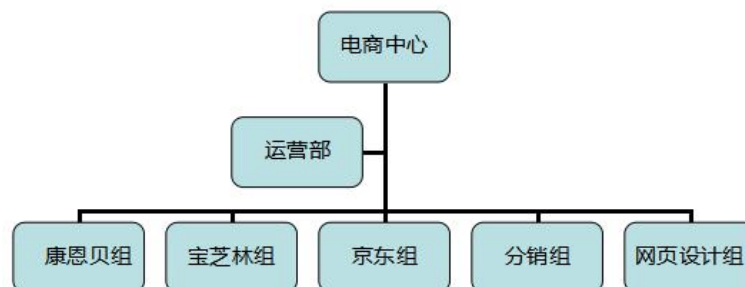 电商中心
运营部
康恩贝组
宝芝林组
京东组
分销组
网页设计组